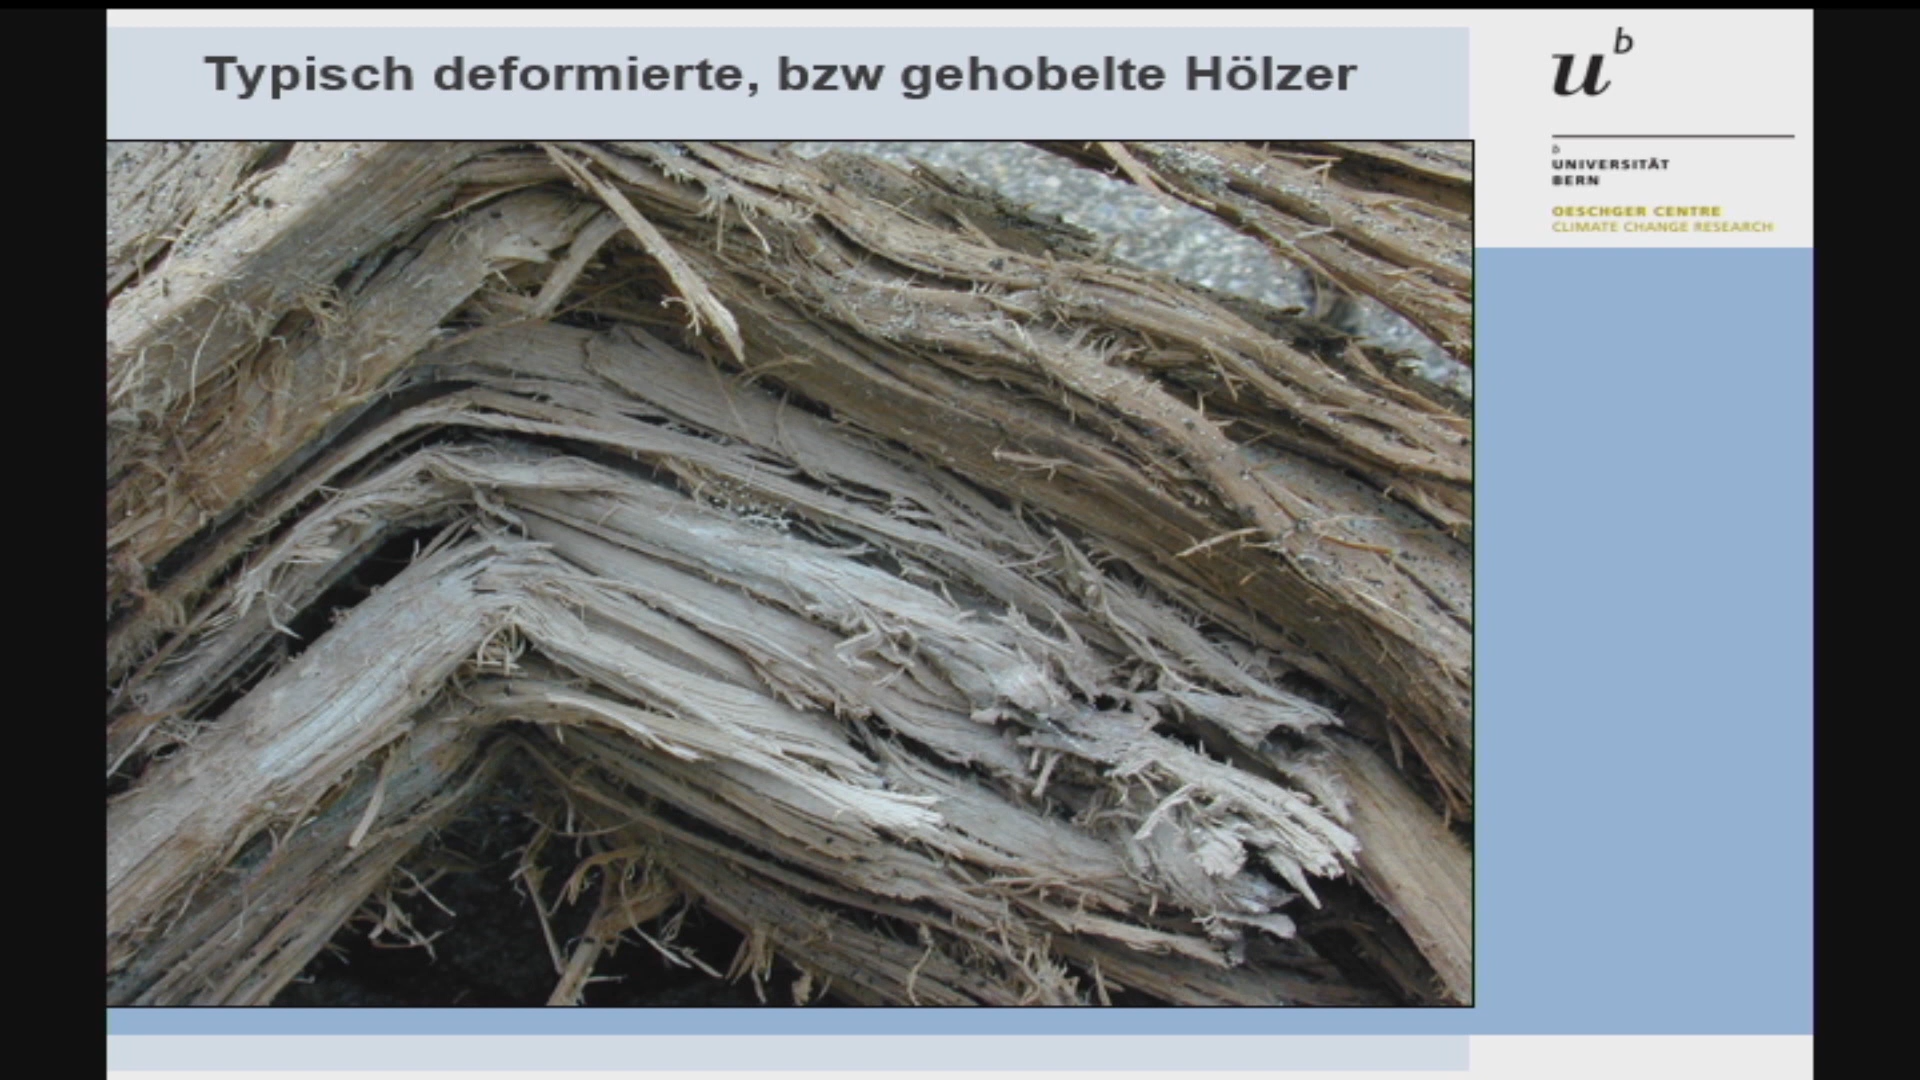 Typisch deformierte, bzw gehobelte Hölzer
u b
b
UNIVERSITÄT
BERN
OESCHGER CENTRE
CLIMATE CHANGE RESEARCH